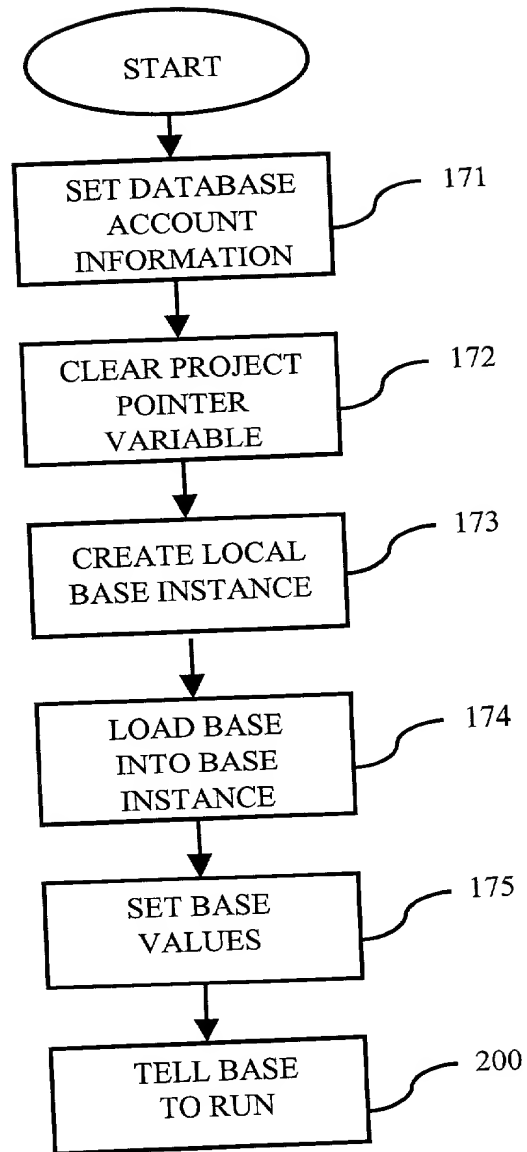 START
SET DATABASE
ACCOUNT
INFORMATION
171
CLEAR PROJECT
POINTER
VARIABLE
172
CREATE LOCAL
BASE INSTANCE
173
LOAD BASE
INTO BASE
INSTANCE
174
SET BASE
VALUES
175
TELL BASE
TO RUN
200